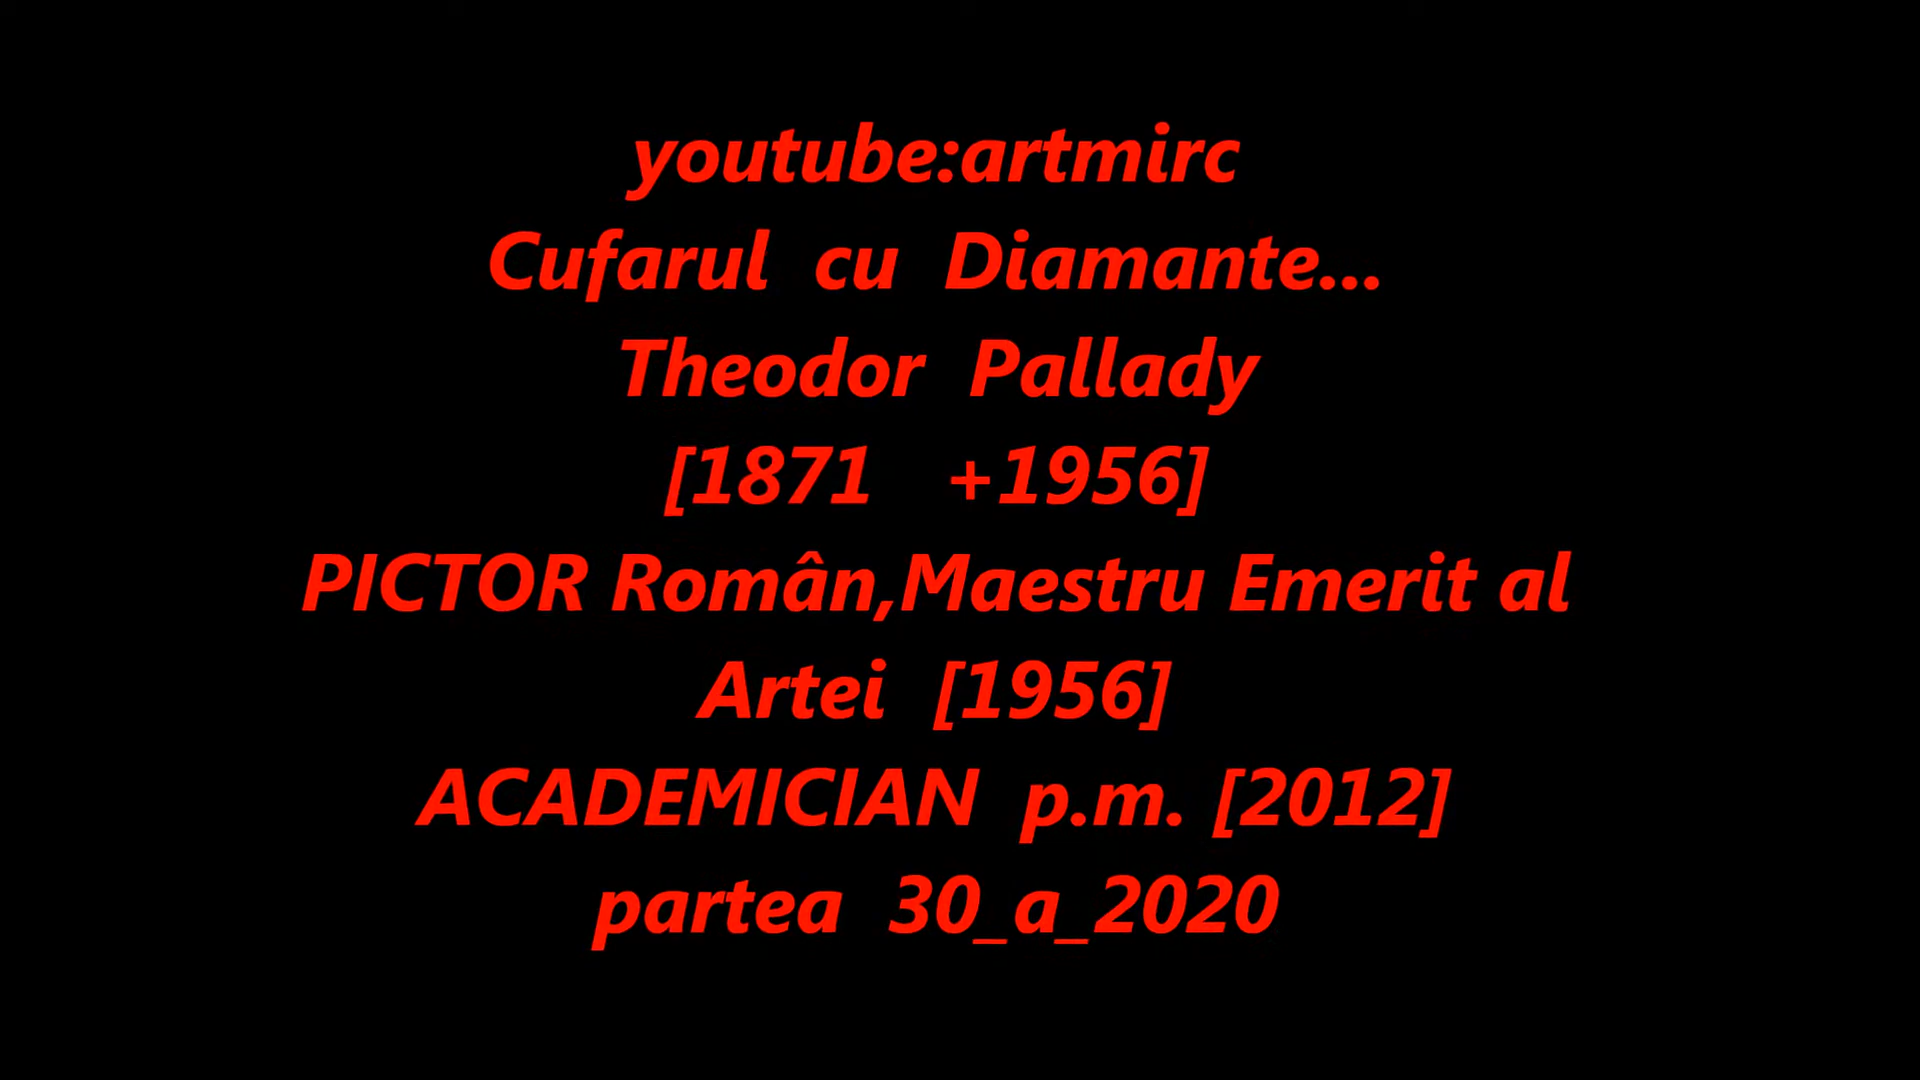 youtube:artmirc
Cufarul cu Diamante...
Theodor Pallady
[1871 +1956]
PICTOR Român,Maestru Emerit al
Artei [1956]
ACADEMICIAN p.m. [2012]
partea 30_a_2020